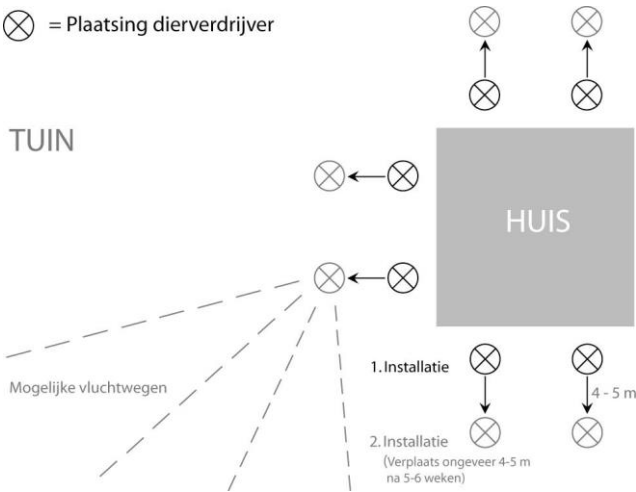 = Plaatsing dierverdrijver
TUIN
HUIS
Mogelijke vluchtwegen
1. Installatie
4 - 5 m
2. Installatie
(Verplaats ongeveer 4-5 m
na 5-6 weken)